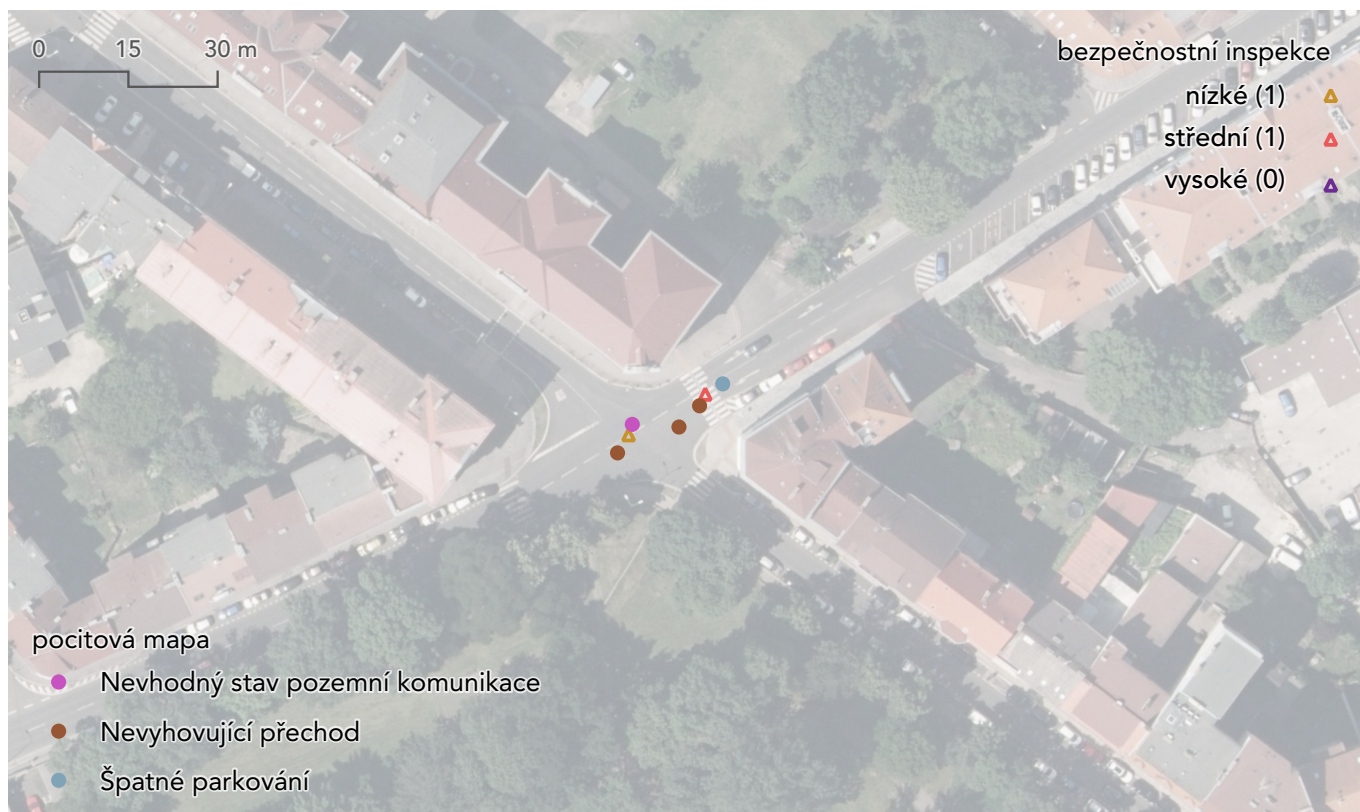 0 15 30 m
bezpečnostní inspekce
nízké (1)
střední (1)
vysoké (0)
pocitová mapa
Nevhodný stav pozemní komunikace
Nevyhovující přechod
Špatné parkování